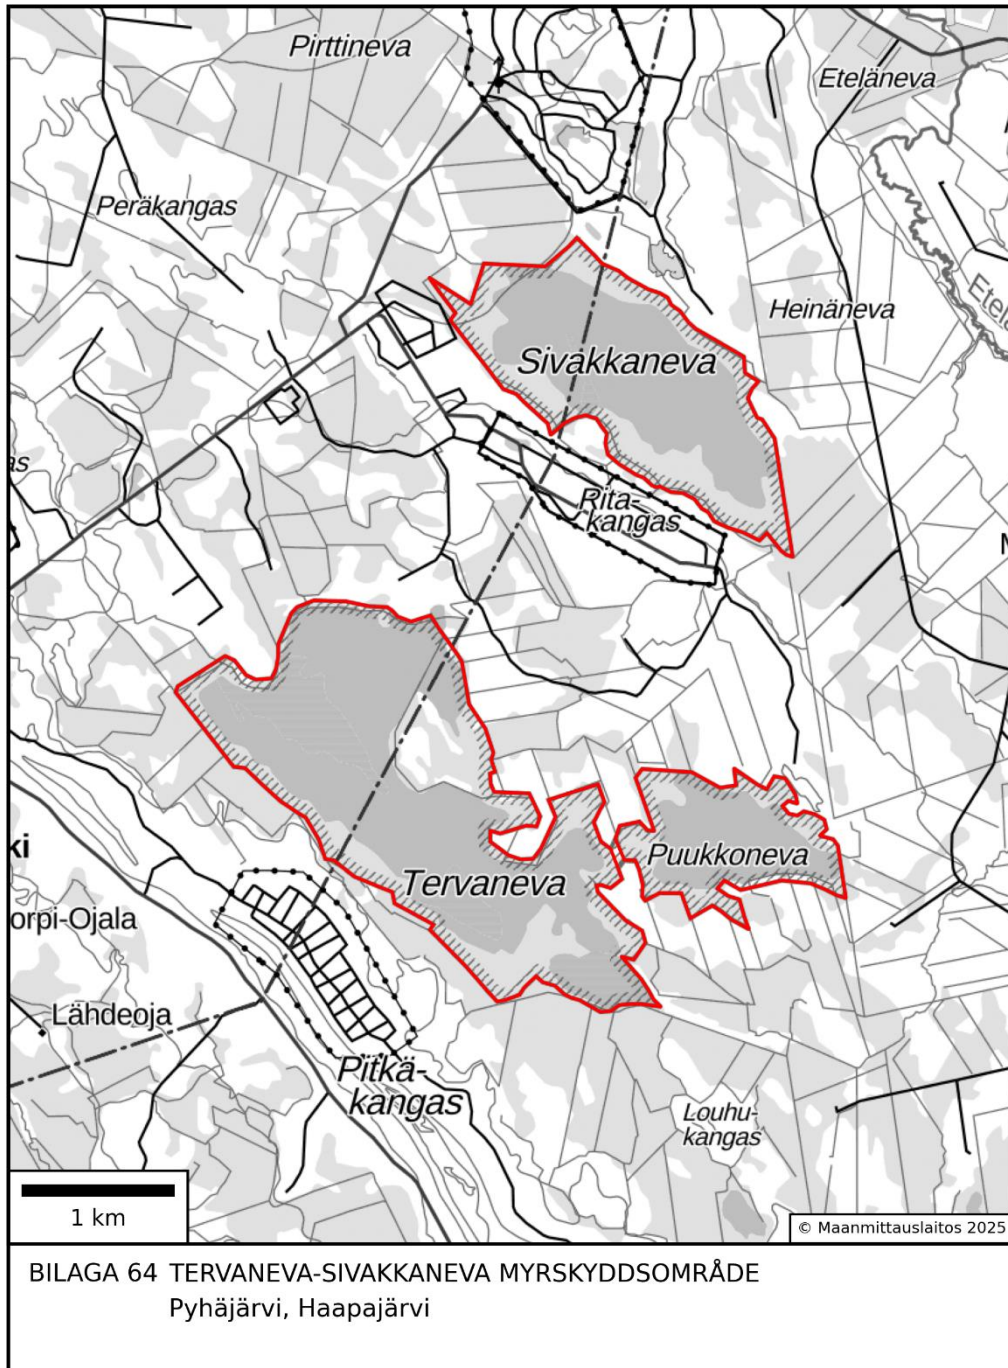 Pirttineva
Eteläneva
Peräkangas
Heinäneva
Sivakkaneva
Rita-
kangas
Puukkoneva
Tervaneva
orpi-Ojala
Lähdeoja
Pitkä-
kangas
Louhu-
kangas
1 km
© Maanmittauslaitos 2025
BILAGA 64 TERVANEVA-SIVAKKANEVA MYRSKYDDSOMRÅDE
Pyhäjärvi, Haapajärvi